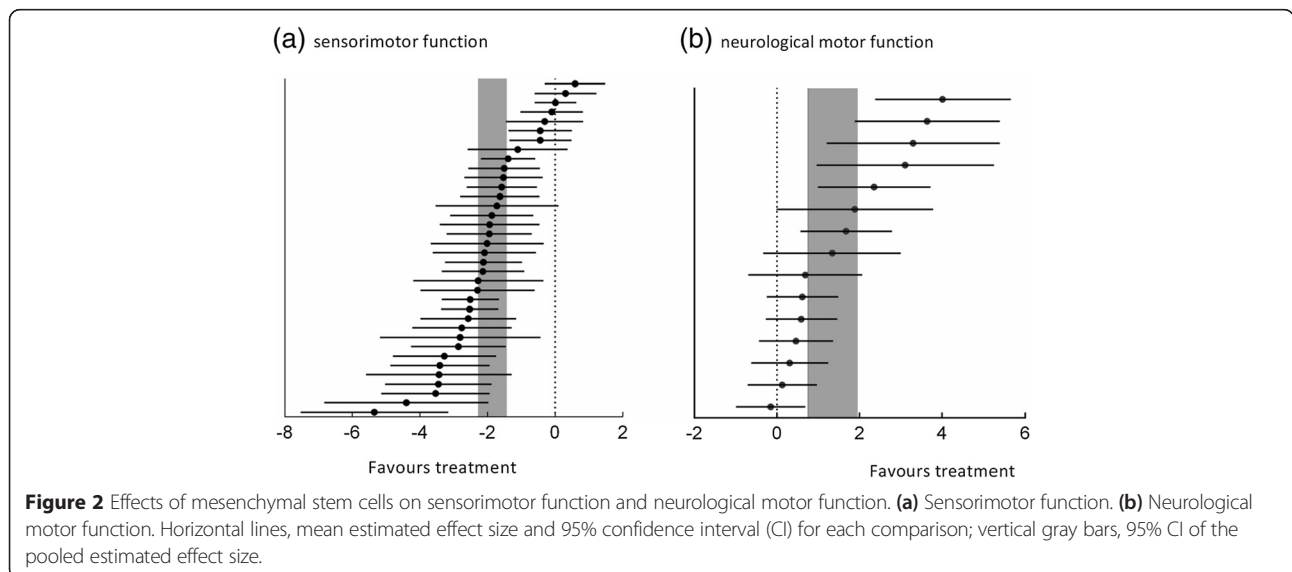 (a) sensorimotor function
(b) neurological motor function
-8 -6 -4 -2 0 2
-2 0 2 4 6
Favours treatment
Favours treatment
Figure 2 Effects of mesenchymal stem cells on sensorimotor function and neurological motor function. (a) Sensorimotor function. (b) Neurological
motor function. Horizontal lines, mean estimated effect size and 95% confidence interval (CI) for each comparison; vertical gray bars, 95% CI of the
pooled estimated effect size.